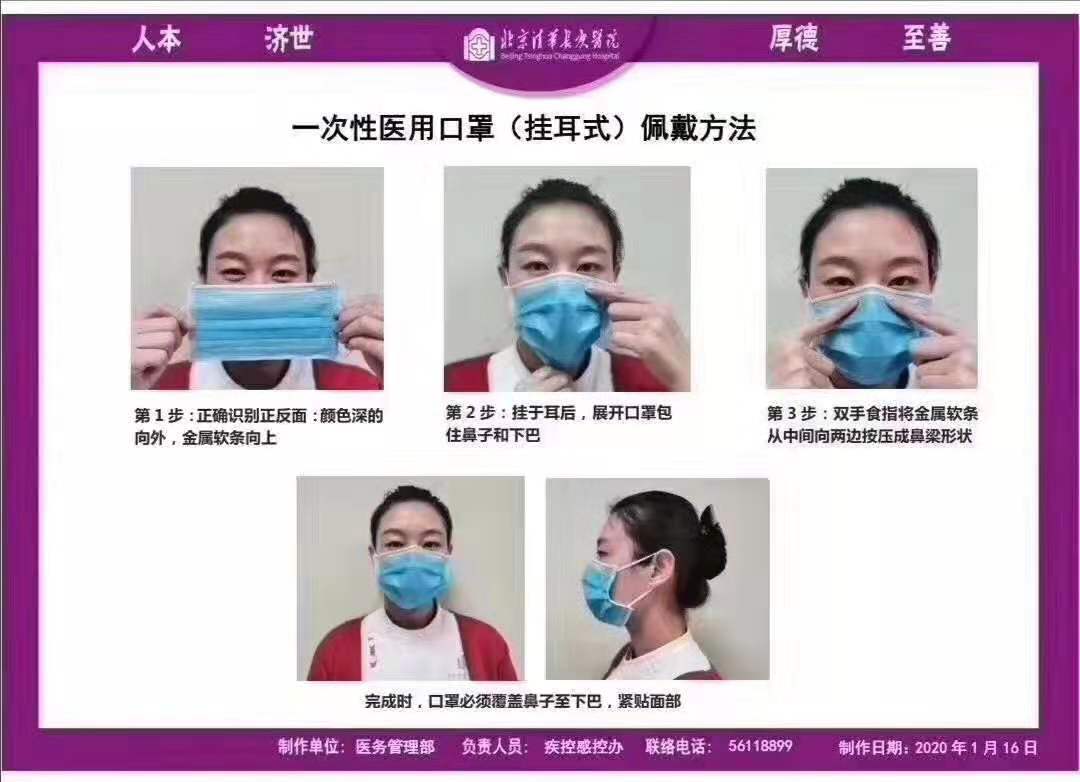 人本 济世 北京清华长庚醫院 厚德 至善
Beijing Tsinghua Changgung Hospital
一次性医用口罩（挂耳式）佩戴方法
第1步：正确识别正反面：颜色深的
向外，金属软条向上
第2步：挂于耳后，展开口罩包
住鼻子和下巴
第3步：双手食指将金属软条
从中间向两边按压成鼻梁形状
完成时，口罩必须覆盖鼻子至下巴，紧贴面部
制作单位：医务管理部 负责人员：疾控感控办 联络电话：56118899 制作日期：2020年1月16日